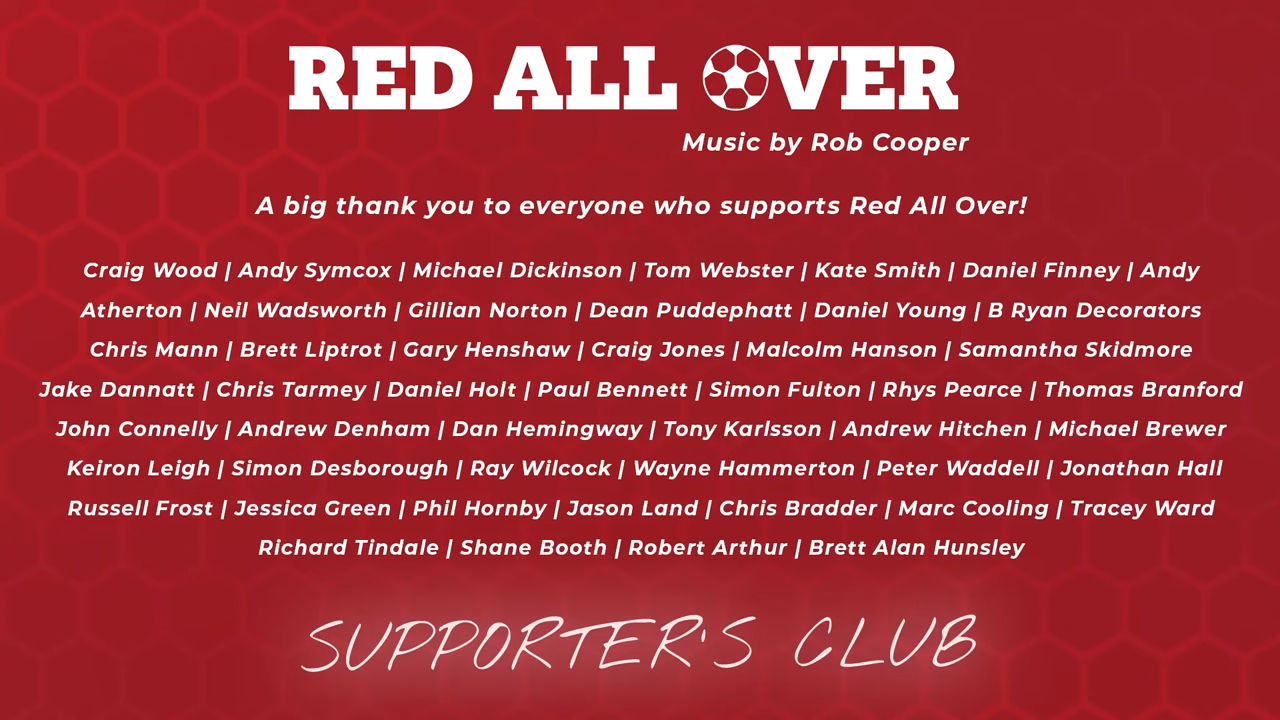 RED ALL OVER
Music by Rob Cooper
A big thank you to everyone who supports Red All Over!
Craig Wood | Andy Symcox | Michael Dickinson | Tom Webster | Kate Smith | Daniel Finney | Andy
Atherton | Neil Wadsworth | Gillian Norton | Dean Puddephatt | Daniel Young | B Ryan Decorators
Chris Mann | Brett Liptrot | Gary Henshaw | Craig Jones | Malcolm Hanson | Samantha Skidmore
Jake Dannatt | Chris Tarmey | Daniel Holt | Paul Bennett | Simon Fulton | Rhys Pearce | Thomas Branford
John Connelly | Andrew Denham | Dan Hemingway | Tony Karlsson | Andrew Hitchen | Michael Brewer
Keiron Leigh | Simon Desborough | Ray Wilcock | Wayne Hammerton | Peter Waddell | Jonathan Hall
Russell Frost | Jessica Green | Phil Hornby | Jason Land | Chris Bradder | Marc Cooling | Tracey Ward
Richard Tindale | Shane Booth | Robert Arthur | Brett Alan Hunsley
SUPPORTER'S CLUB